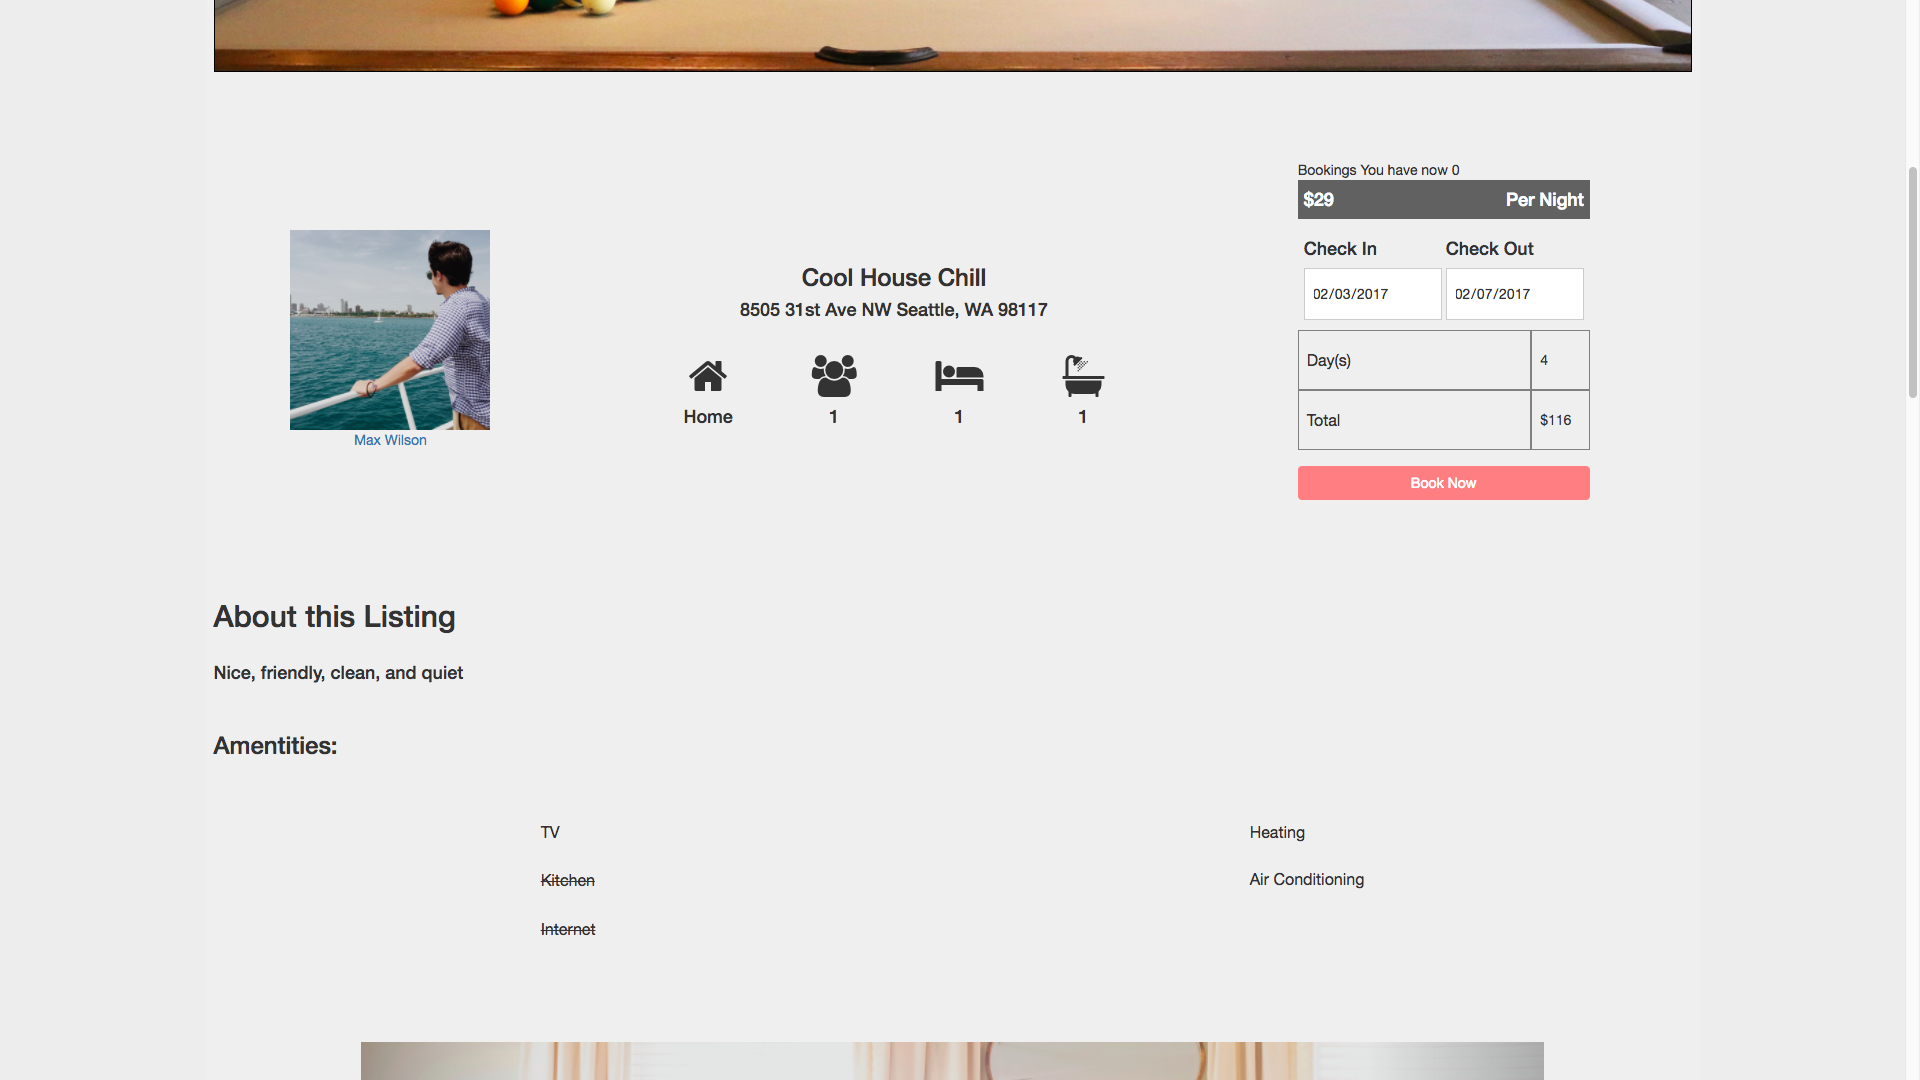 Bookings You have now 0
$29 Per Night
Check In Check Out
02/03/2017 02/07/2017
Day(s) 4
Total $116
Book Now
Max Wilson
Cool House Chill
8505 31st Ave NW Seattle, WA 98117
Home 1 1 1
About this Listing
Nice, friendly, clean, and quiet
Amentities:
TV Heating
Kitchen Air Conditioning
Internet